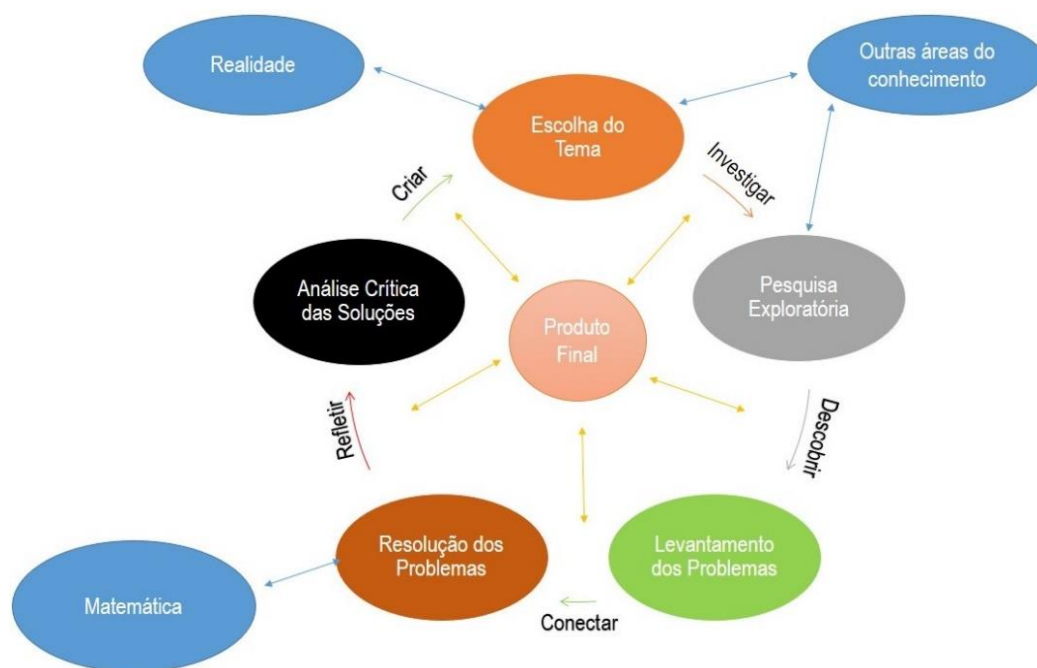 Realidade
Outras áreas do
conhecimento
Escolha do
Tema
Criar
Investigar
Análise Crítica
das Soluções
Pesquisa
Exploratória
Produto
Final
Refletir
Descobrir
Resolução dos
Problemas
Levantamento
dos Problemas
Matemática
Conectar